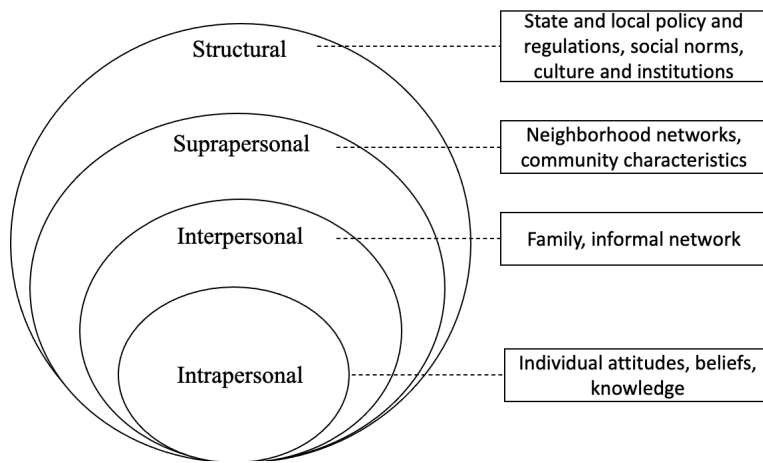 Structural
State and local policy and
regulations, social norms,
culture and institutions
Suprapersonal
Neighborhood networks,
community characteristics
Interpersonal
Family, informal network
Intrapersonal
Individual attitudes, beliefs,
knowledge